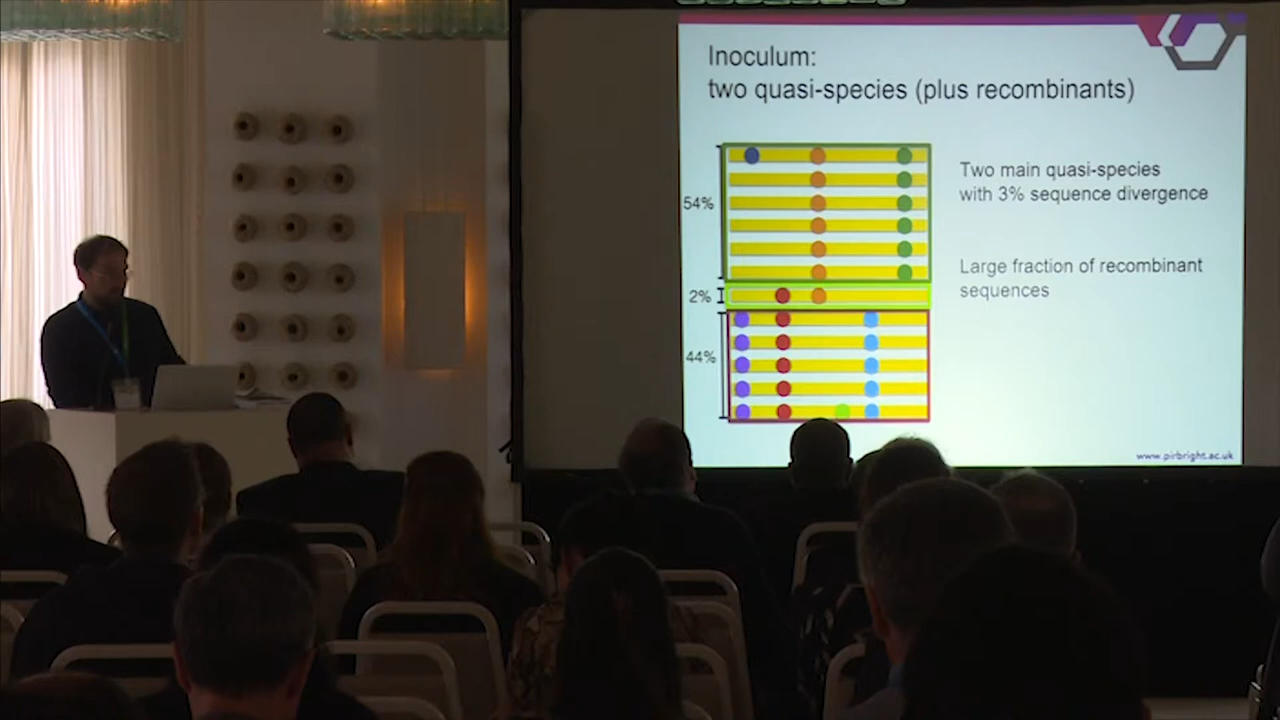 Inoculum:
two quasi-species (plus recombinants)
54%
2%
44%
Two main quasi-species
with 3% sequence divergence
Large fraction of recombinant
sequences
www.pirbright.ac.uk